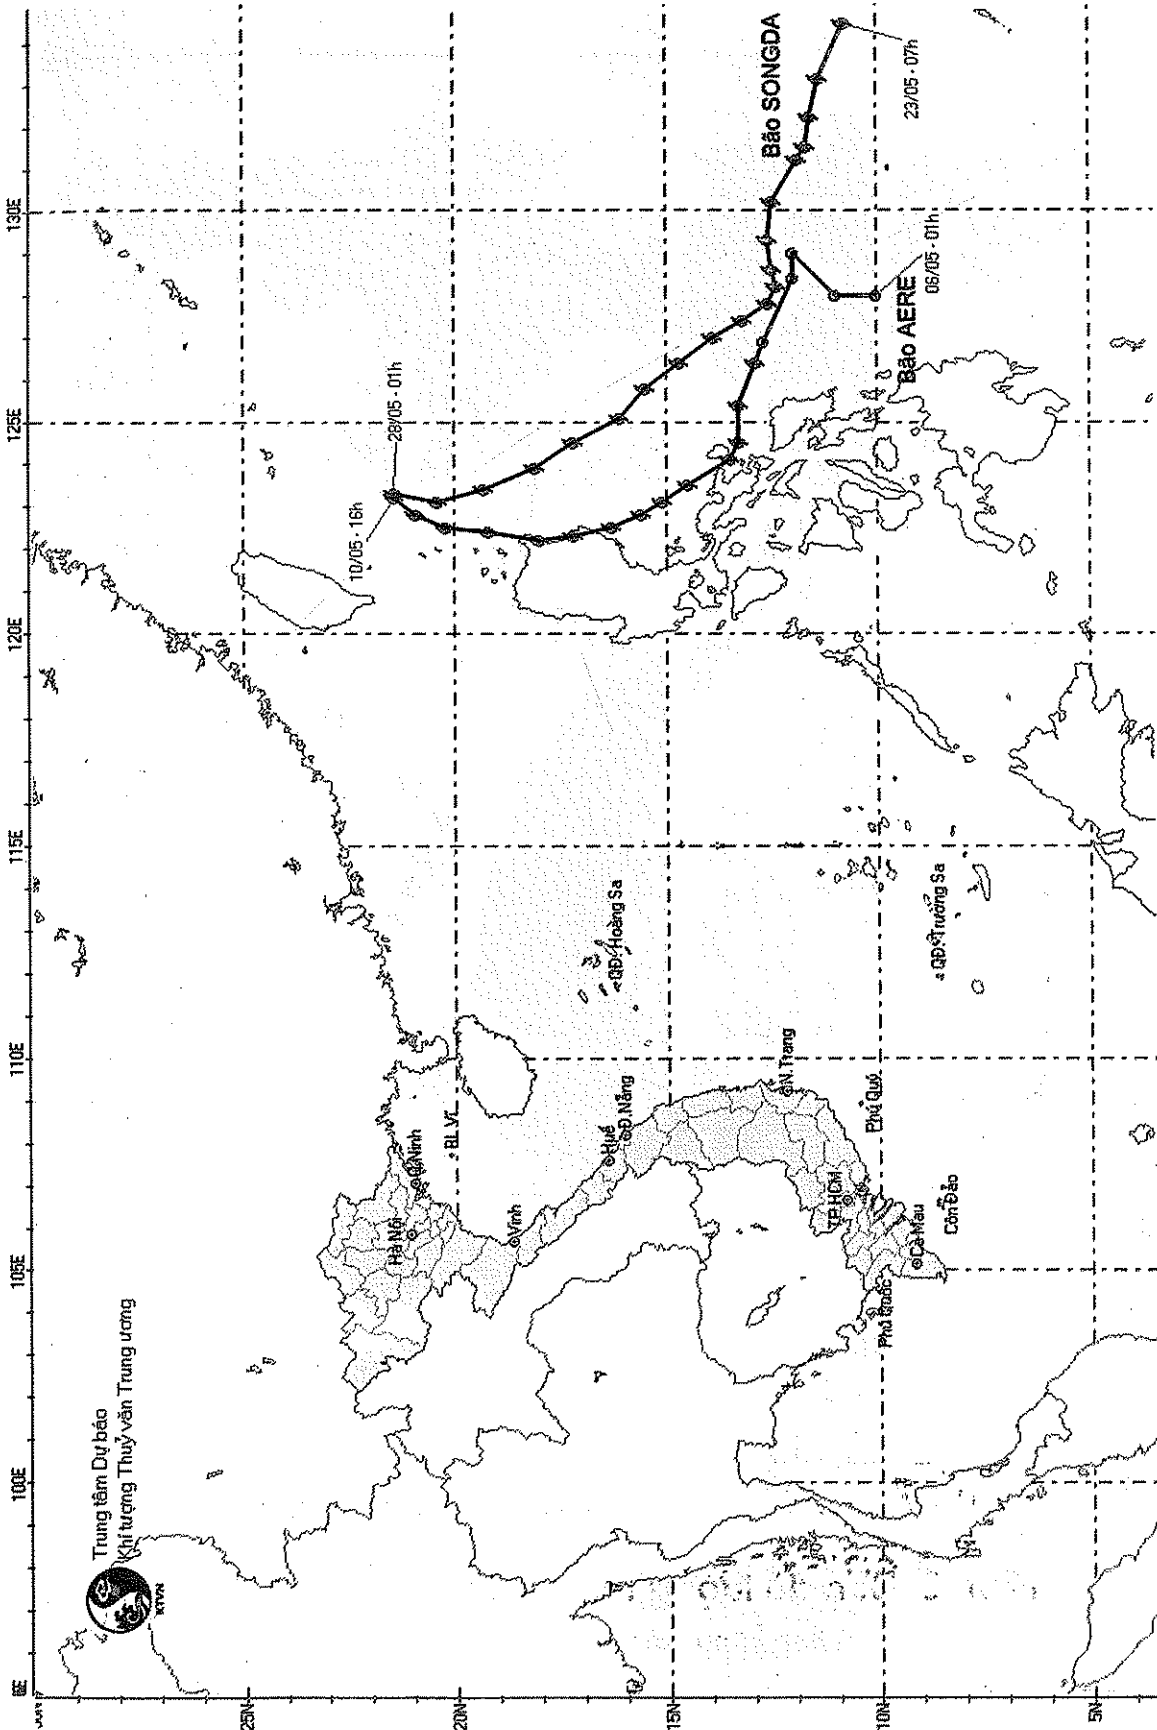 Trung tâm Dự báo
Khí tượng Thuỷ văn Trung ương
KTVN
100E
105E
110E
115E
120E
125E
130E
25N
20N
15N
10N
5N
Hà Nội
Q.Ninh
BLVĩ
Vinh
Huế
Đ.Nẵng
QĐ. Hoàng Sa
N.Trang
TP.HCM
Phú Quý
Phú Quốc
Cà Mau
Côn Đảo
QĐ. Trường Sa
10/05 - 16h
28/05 - 01h
Bão AERE
06/05 - 01h
Bão SONGDA
23/05 - 07h